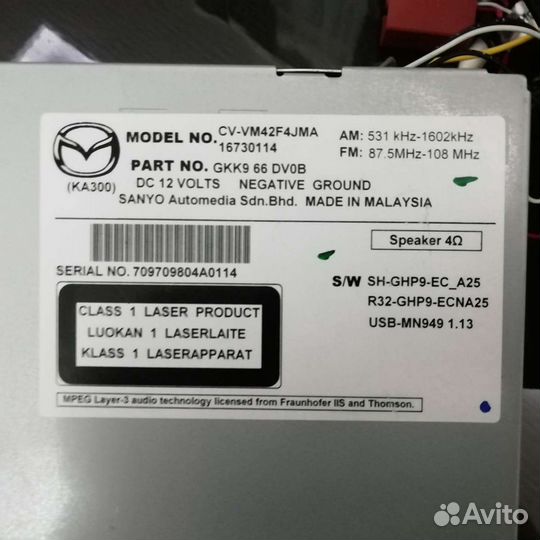 MODEL NO. CV-VM42F4JMA
16730114
AM: 531 kHz-1602kHz
FM: 87.5MHz-108 MHz
PART NO. GKK9 66 DV0B
(KA300)
DC 12 VOLTS NEGATIVE GROUND
SANYO Automedia Sdn.Bhd. MADE IN MALAYSIA
Speaker 4Ω
SERIAL NO. 709709804A0114
S/W SH-GHP9-EC_A25
R32-GHP9-ECNA25
USB-MN949 1.13
CLASS 1 LASER PRODUCT
LUOKAN 1 LASERLAITE
KLASS 1 LASERAPPARAT
MPEG Layer-3 audio technology licensed from Fraunhofer IIS and Thomson.
Avito